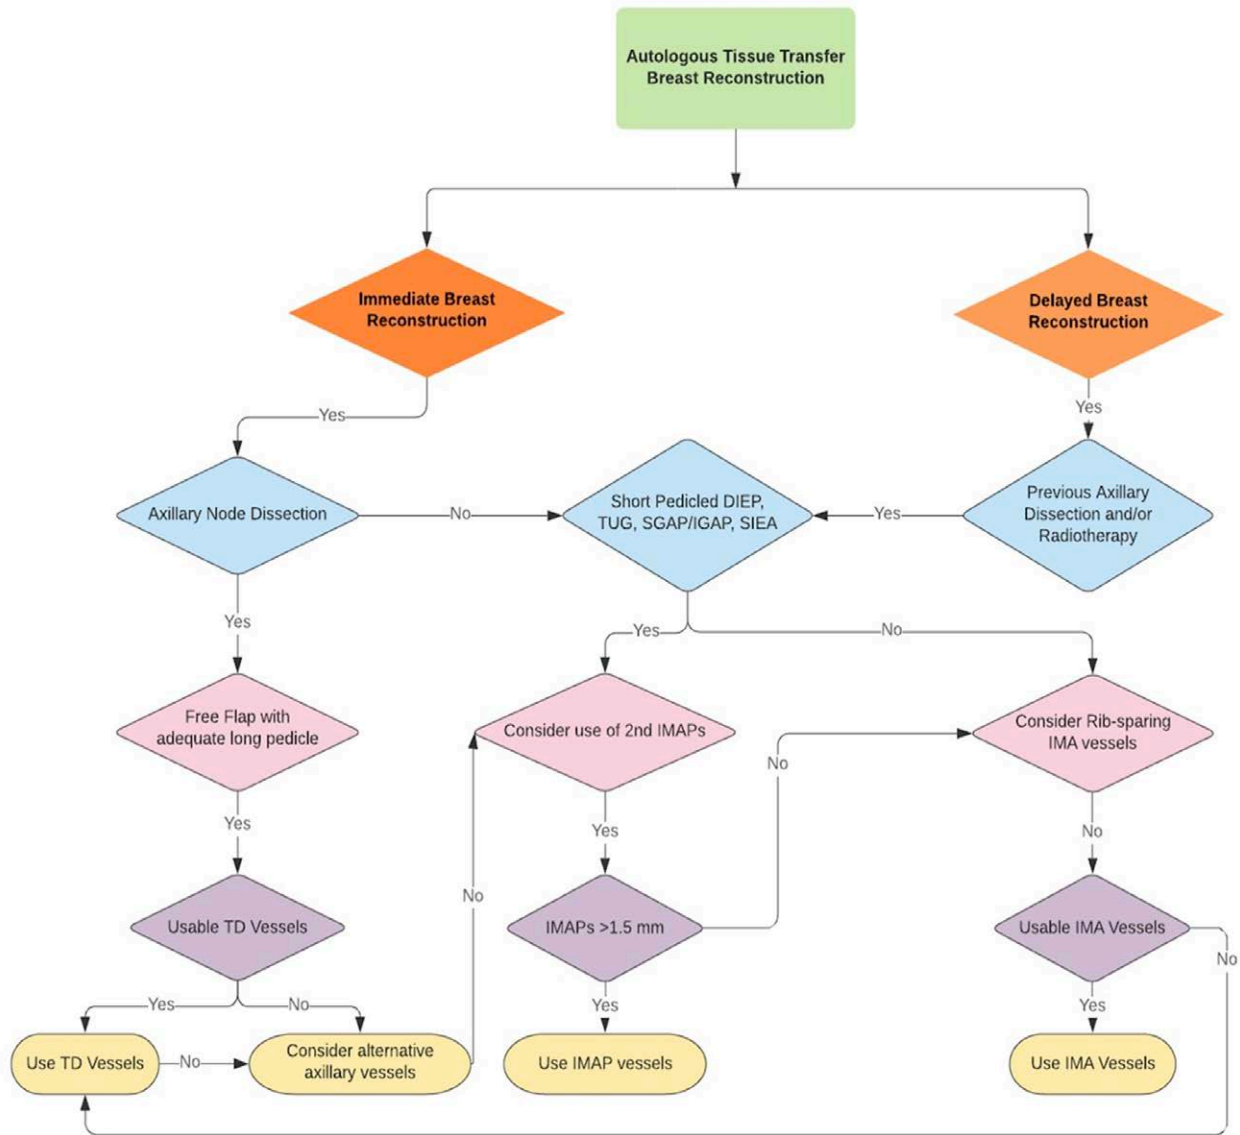 Autologous Tissue Transfer
Breast Reconstruction
Immediate Breast
Reconstruction
Delayed Breast
Reconstruction
Yes
Yes
Axillary Node Dissection
No
Short Pedicled DIEP,
TUG, SGAP/IGAP, SIEA
Yes
Previous Axillary
Dissection and/or
Radiotherapy
Yes
Yes
No
Free Flap with
adequate long pedicle
Consider use of 2nd IMAPs
Consider Rib-sparing
IMA vessels
No
Yes
Yes
No
No
Usable TD Vessels
IMAPs >1.5 mm
Usable IMA Vessels
No
Yes
No
Yes
Yes
Use TD Vessels
No
Consider alternative
axillary vessels
Use IMAP vessels
Use IMA Vessels